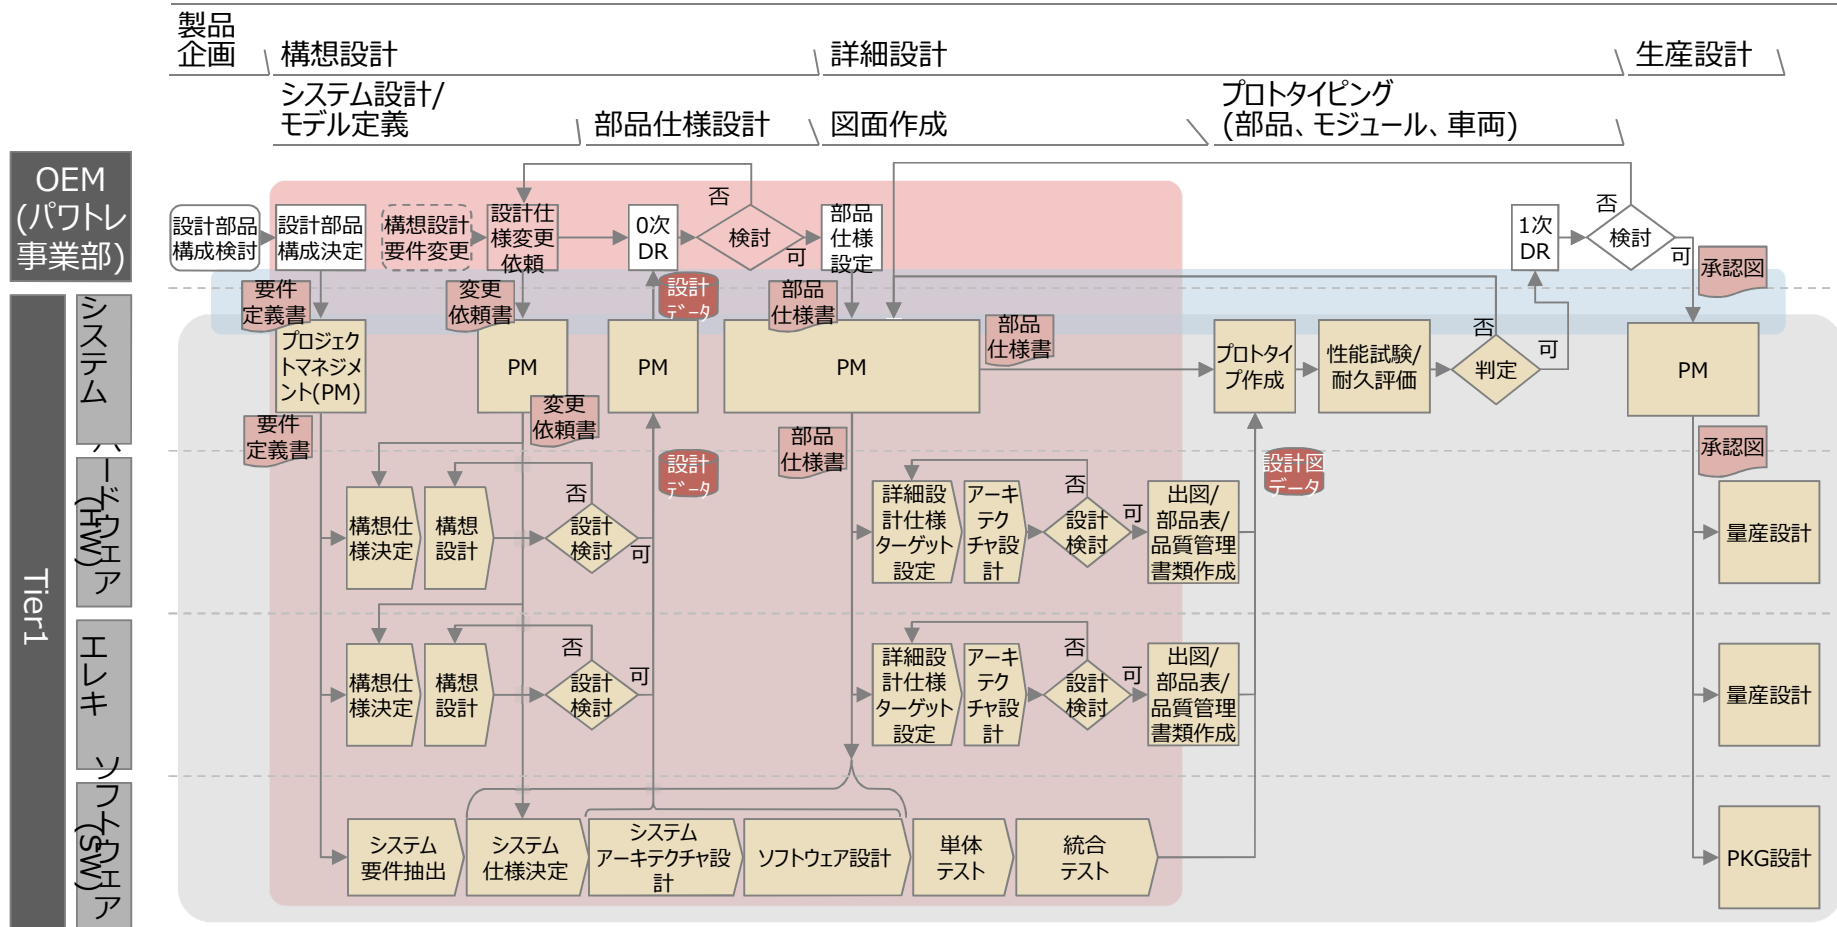 製品
企画
構想設計
詳細設計
生産設計
システム設計/
モデル定義
部品仕様設計
図面作成
プロトタイピング
(部品、モジュール、車両)
OEM
(パワトレ
事業部)
設計部品
構成検討
設計部品
構成決定
構想設計
要件変更
設計仕
様変更
依頼
0次
DR
否
検討
可
部品
仕様
設定
1次
DR
否
検討
可
承認図
Tier1
システム
要件
定義書
変更
依頼書
設計
データ
部品
仕様書
プロジェク
トマネジメ
ント(PM)
PM
PM
PM
部品
仕様書
プロトタイ
プ作成
性能試験/
耐久評価
否
判定
可
PM
要件
定義書
変更
依頼書
設計
データ
部品
仕様書
設計図
データ
承認図
ハードウェア
(HW)
構想仕
様決定
構想
設計
否
設計
検討
可
詳細設
計仕様
ターゲット
設定
アーキ
テク
チャ設
計
否
設計
検討
可
出図/
部品表/
品質管理
書類作成
量産設計
エレキ
構想仕
様決定
構想
設計
否
設計
検討
可
詳細設
計仕様
ターゲット
設定
アーキ
テク
チャ設
計
否
設計
検討
可
出図/
部品表/
品質管理
書類作成
量産設計
ソフトウェア
(SW)
システム
要件抽出
システム
仕様決定
システム
アーキテクチャ設
計
ソフトウェア設計
単体
テスト
統合
テスト
PKG設計